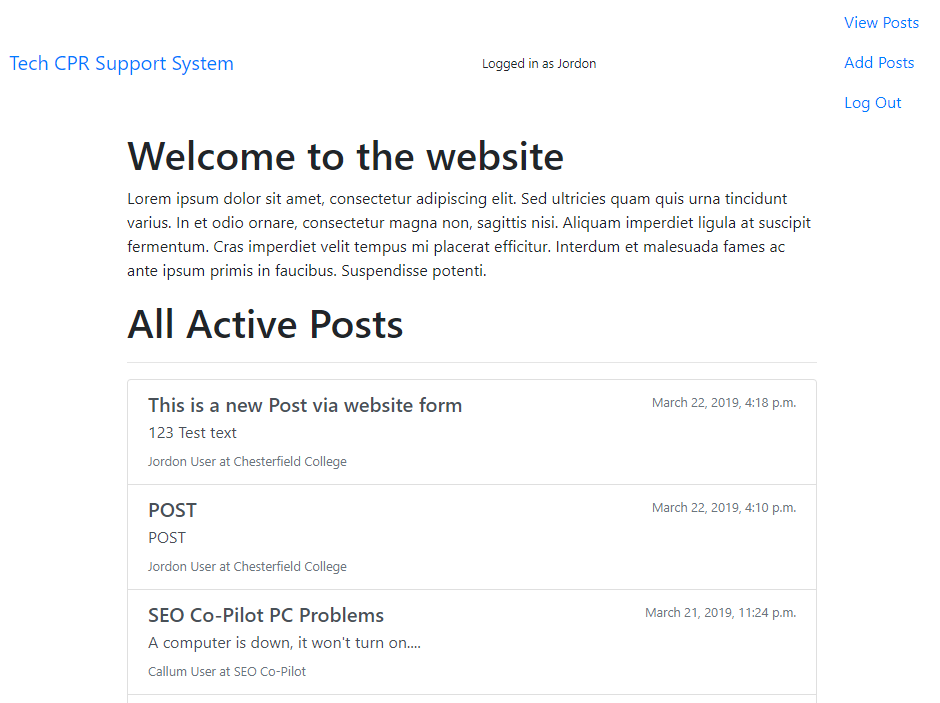 View Posts
Tech CPR Support System
Logged in as Jordon
Add Posts
Log Out
Welcome to the website
Lorem ipsum dolor sit amet, consectetur adipiscing elit. Sed ultricies quam quis urna tincidunt
varius. In et odio ornare, consectetur magna non, sagittis nisi. Aliquam imperdiet ligula at suscipit
fermentum. Cras imperdiet velit tempus mi placerat efficitur. Interdum et malesuada fames ac
ante ipsum primis in faucibus. Suspendisse potenti.
All Active Posts
This is a new Post via website form
March 22, 2019, 4:18 p.m.
123 Test text
Jordon User at Chesterfield College
POST
March 22, 2019, 4:10 p.m.
POST
Jordon User at Chesterfield College
SEO Co-Pilot PC Problems
March 21, 2019, 11:24 p.m.
A computer is down, it won't turn on....
Callum User at SEO Co-Pilot